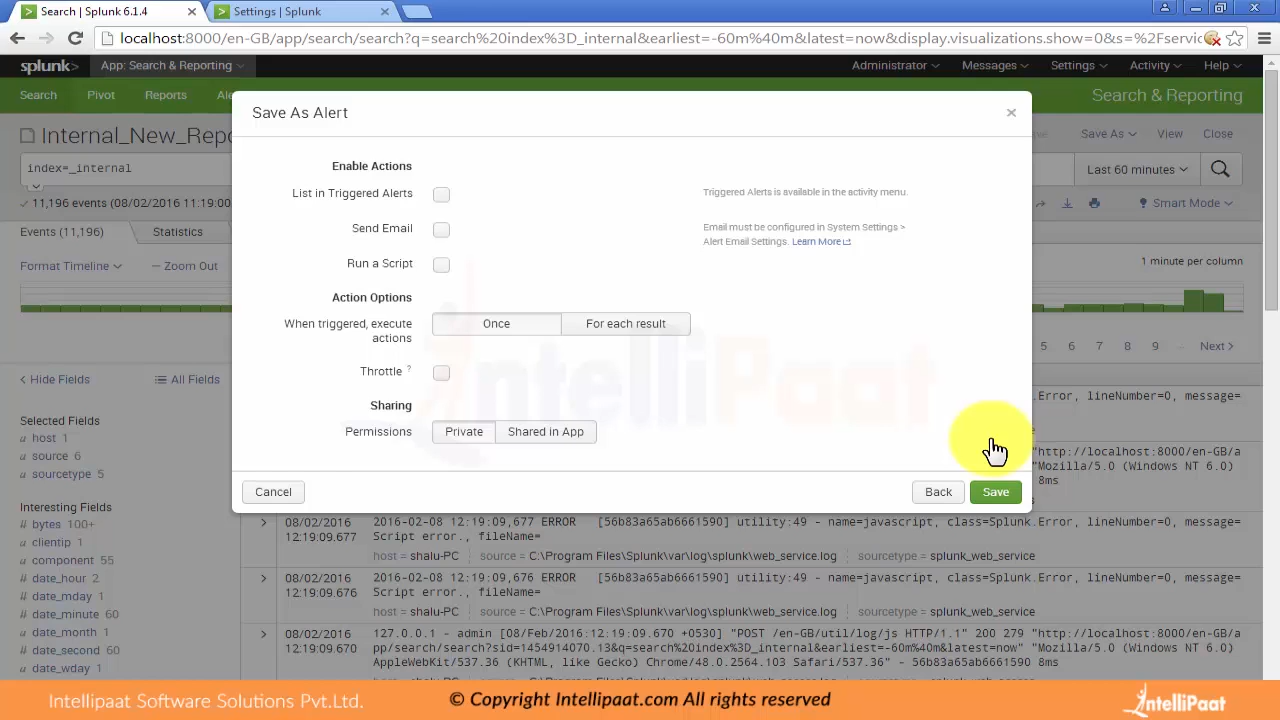 Search | Splunk 6.1.4
Settings | Splunk
localhost:8000/en-GB/app/search/search?q=search%20index%3D_internal&earliest=-60m%40m&latest=now&display.visualizations.show=0&s=%2Fservic
splunk> App: Search & Reporting Administrator Messages Settings Activity Help
Search Pivot Reports Ale Search & Reporting
Save As Alert ×
Internal_New_Repo Save As View Close
index=_internal Last 60 minutes
11,196 events (08/02/2016 11:19:00 Smart Mode
Events (11,196) Statistics
Format Timeline — Zoom Out 1 minute per column
Enable Actions
List in Triggered Alerts Triggered Alerts is available in the activity menu.
Send Email Email must be configured in System Settings >
Alert Email Settings. Learn More
Run a Script
Action Options
When triggered, execute
actions
Once For each result
Throttle ?
Sharing
Permissions Private Shared in App
Cancel Back Save
5 6 7 8 9 ... Next >
< Hide Fields All Fields
Selected Fields
a host 1
a source 6
a sourcetype 5
Interesting Fields
# bytes 100+
a clientip 1
a component 55
# date_hour 2
# date_mday 1
# date_minute 60
a date_month 1
# date_second 60
a date_wday 1
ror, lineNumber=0, message=
"http://localhost:8000/en-GB/a
"Mozilla/5.0 (Windows NT 6.0)
8ms
08/02/2016
12:19:09.677
2016-02-08 12:19:09,677 ERROR [56b83a65ab6661590] utility:49 - name=javascript, class=Splunk.Error, lineNumber=0, message=
Script error., fileName=
host = shalu-PC source = C:\Program Files\Splunk\var\log\splunk\web_service.log sourcetype = splunk_web_service
08/02/2016
12:19:09.676
2016-02-08 12:19:09,676 ERROR [56b83a65ab6661590] utility:49 - name=javascript, class=Splunk.Error, lineNumber=0, message=
Script error., fileName=
host = shalu-PC source = C:\Program Files\Splunk\var\log\splunk\web_service.log sourcetype = splunk_web_service
08/02/2016
12:19:09.670
127.0.0.1 - admin [08/Feb/2016:12:19:09.670 +0530] "POST /en-GB/util/log/js HTTP/1.1" 200 279 "http://localhost:8000/en-GB/a
pp/search/search?sid=1454914070.13&q=search%20index%3D_internal&earliest=-60m%40m&latest=now" "Mozilla/5.0 (Windows NT 6.0)
AppleWebKit/537.36 (KHTML, like Gecko) Chrome/48.0.2564.103 Safari/537.36" - 56b83a65ab6661590 8ms
IntelliPaat
Intellipaat Software Solutions Pvt.Ltd. © Copyright Intellipaat.com All rights reserved IntelliPaat